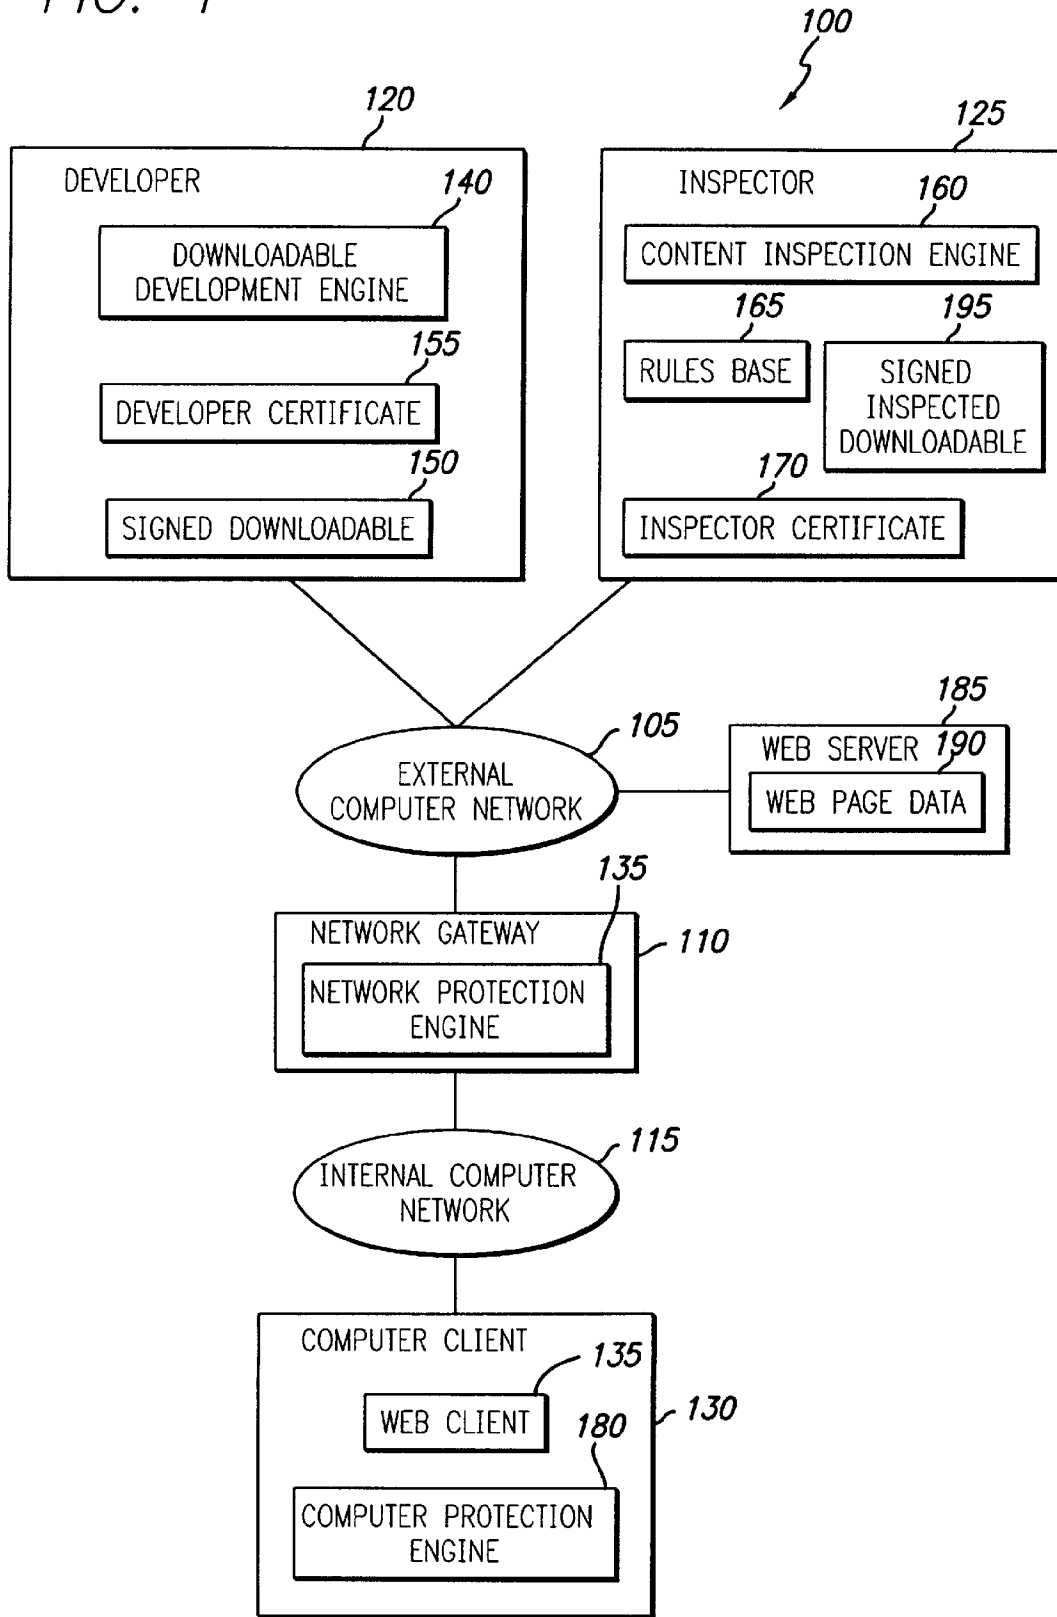 FIG. 1
100
120
125
DEVELOPER
140
DOWNLOADABLE
DEVELOPMENT ENGINE
155
DEVELOPER CERTIFICATE
150
SIGNED DOWNLOADABLE
INSPECTOR
160
CONTENT INSPECTION ENGINE
165
195
RULES BASE
SIGNED
INSPECTED
DOWNLOADABLE
170
INSPECTOR CERTIFICATE
105
EXTERNAL
COMPUTER NETWORK
185
WEB SERVER
190
WEB PAGE DATA
135
NETWORK GATEWAY
110
NETWORK PROTECTION
ENGINE
115
INTERNAL COMPUTER
NETWORK
COMPUTER CLIENT
135
WEB CLIENT
130
180
COMPUTER PROTECTION
ENGINE